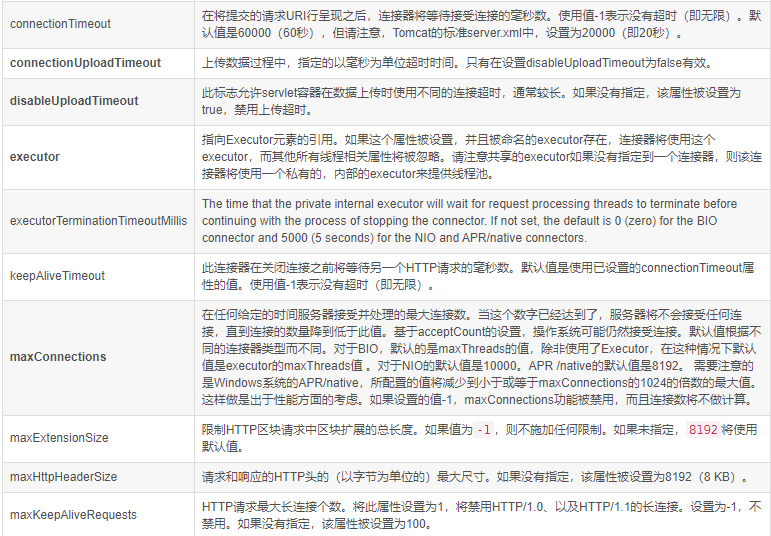 connectionTimeout
在将提交的请求URI行呈现之后，连接器将等待接受连接的毫秒数。使用值-1表示没有超时（即无限）。默
认值是60000（60秒），但请注意，Tomcat的标准server.xml中，设置为20000（即20秒）。
connectionUploadTimeout
上传数据过程中，指定的以毫秒为单位超时时间。只有在设置disableUploadTimeout为false有效。
disableUploadTimeout
此标志允许servlet容器在数据上传时使用不同的连接超时，通常较长。如果没有指定，该属性被设置为
true，禁用上传超时。
executor
指向Executor元素的引用。如果这个属性被设置，并且被命名的executor存在，连接器将使用这个
executor，而其他所有线程相关属性将被忽略。请注意共享的executor如果没有指定到一个连接器，则该连
接器将使用一个私有的，内部的executor来提供线程池。
executorTerminationTimeoutMillis
The time that the private internal executor will wait for request processing threads to terminate before
continuing with the process of stopping the connector. If not set, the default is 0 (zero) for the BIO
connector and 5000 (5 seconds) for the NIO and APR/native connectors.
keepAliveTimeout
此连接器在关闭连接之前将等待另一个HTTP请求的毫秒数。默认值是使用已设置的connectionTimeout属
性的值。使用值-1表示没有超时（即无限）。
maxConnections
在任何给定的时间服务器接受并处理的最大连接数。当这个数字已经达到了，服务器将不会接受任何连
接，直到连接的数量降到低于此值。基于acceptCount的设置，操作系统可能仍然接受连接。默认值根据不
同的连接器类型而不同。对于BIO，默认的是maxThreads的值，除非使用了Executor，在这种情况下默认
值是executor的maxThreads值 。对于NIO的默认值是10000。APR /native的默认值是8192。 需要注意的
是Windows系统的APR/native，所配置的值将减少到小于或等于maxConnections的1024的倍数的最大值。
这样做是出于性能方面的考虑。如果设置的值-1，maxConnections功能被禁用，而且连接数将不做计算。
maxExtensionSize
限制HTTP区块请求中区块扩展的总长度。如果值为 -1，则不施加任何限制。如果未指定，8192 将使用
默认值。
maxHttpHeaderSize
请求和响应的HTTP头的（以字节为单位的）最大尺寸。如果没有指定，该属性被设置为8192（8 KB）。
maxKeepAliveRequests
HTTP请求最大长连接个数。将此属性设置为1，将禁用HTTP/1.0、以及HTTP/1.1的长连接。设置为-1，不
禁用。如果没有指定，该属性被设置为100。